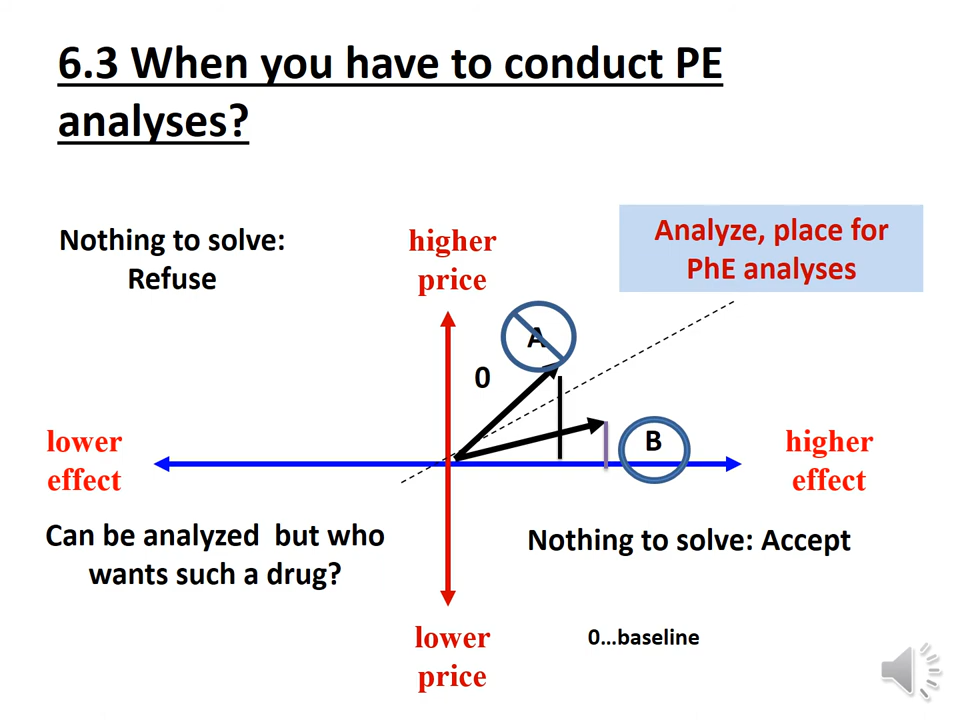 6.3 When you have to conduct PE
analyses?
Nothing to solve:
Refuse
higher
price
Analyze, place for
PhE analyses
A
0
lower
effect
B
higher
effect
Can be analyzed but who
wants such a drug?
Nothing to solve: Accept
lower
price
0...baseline